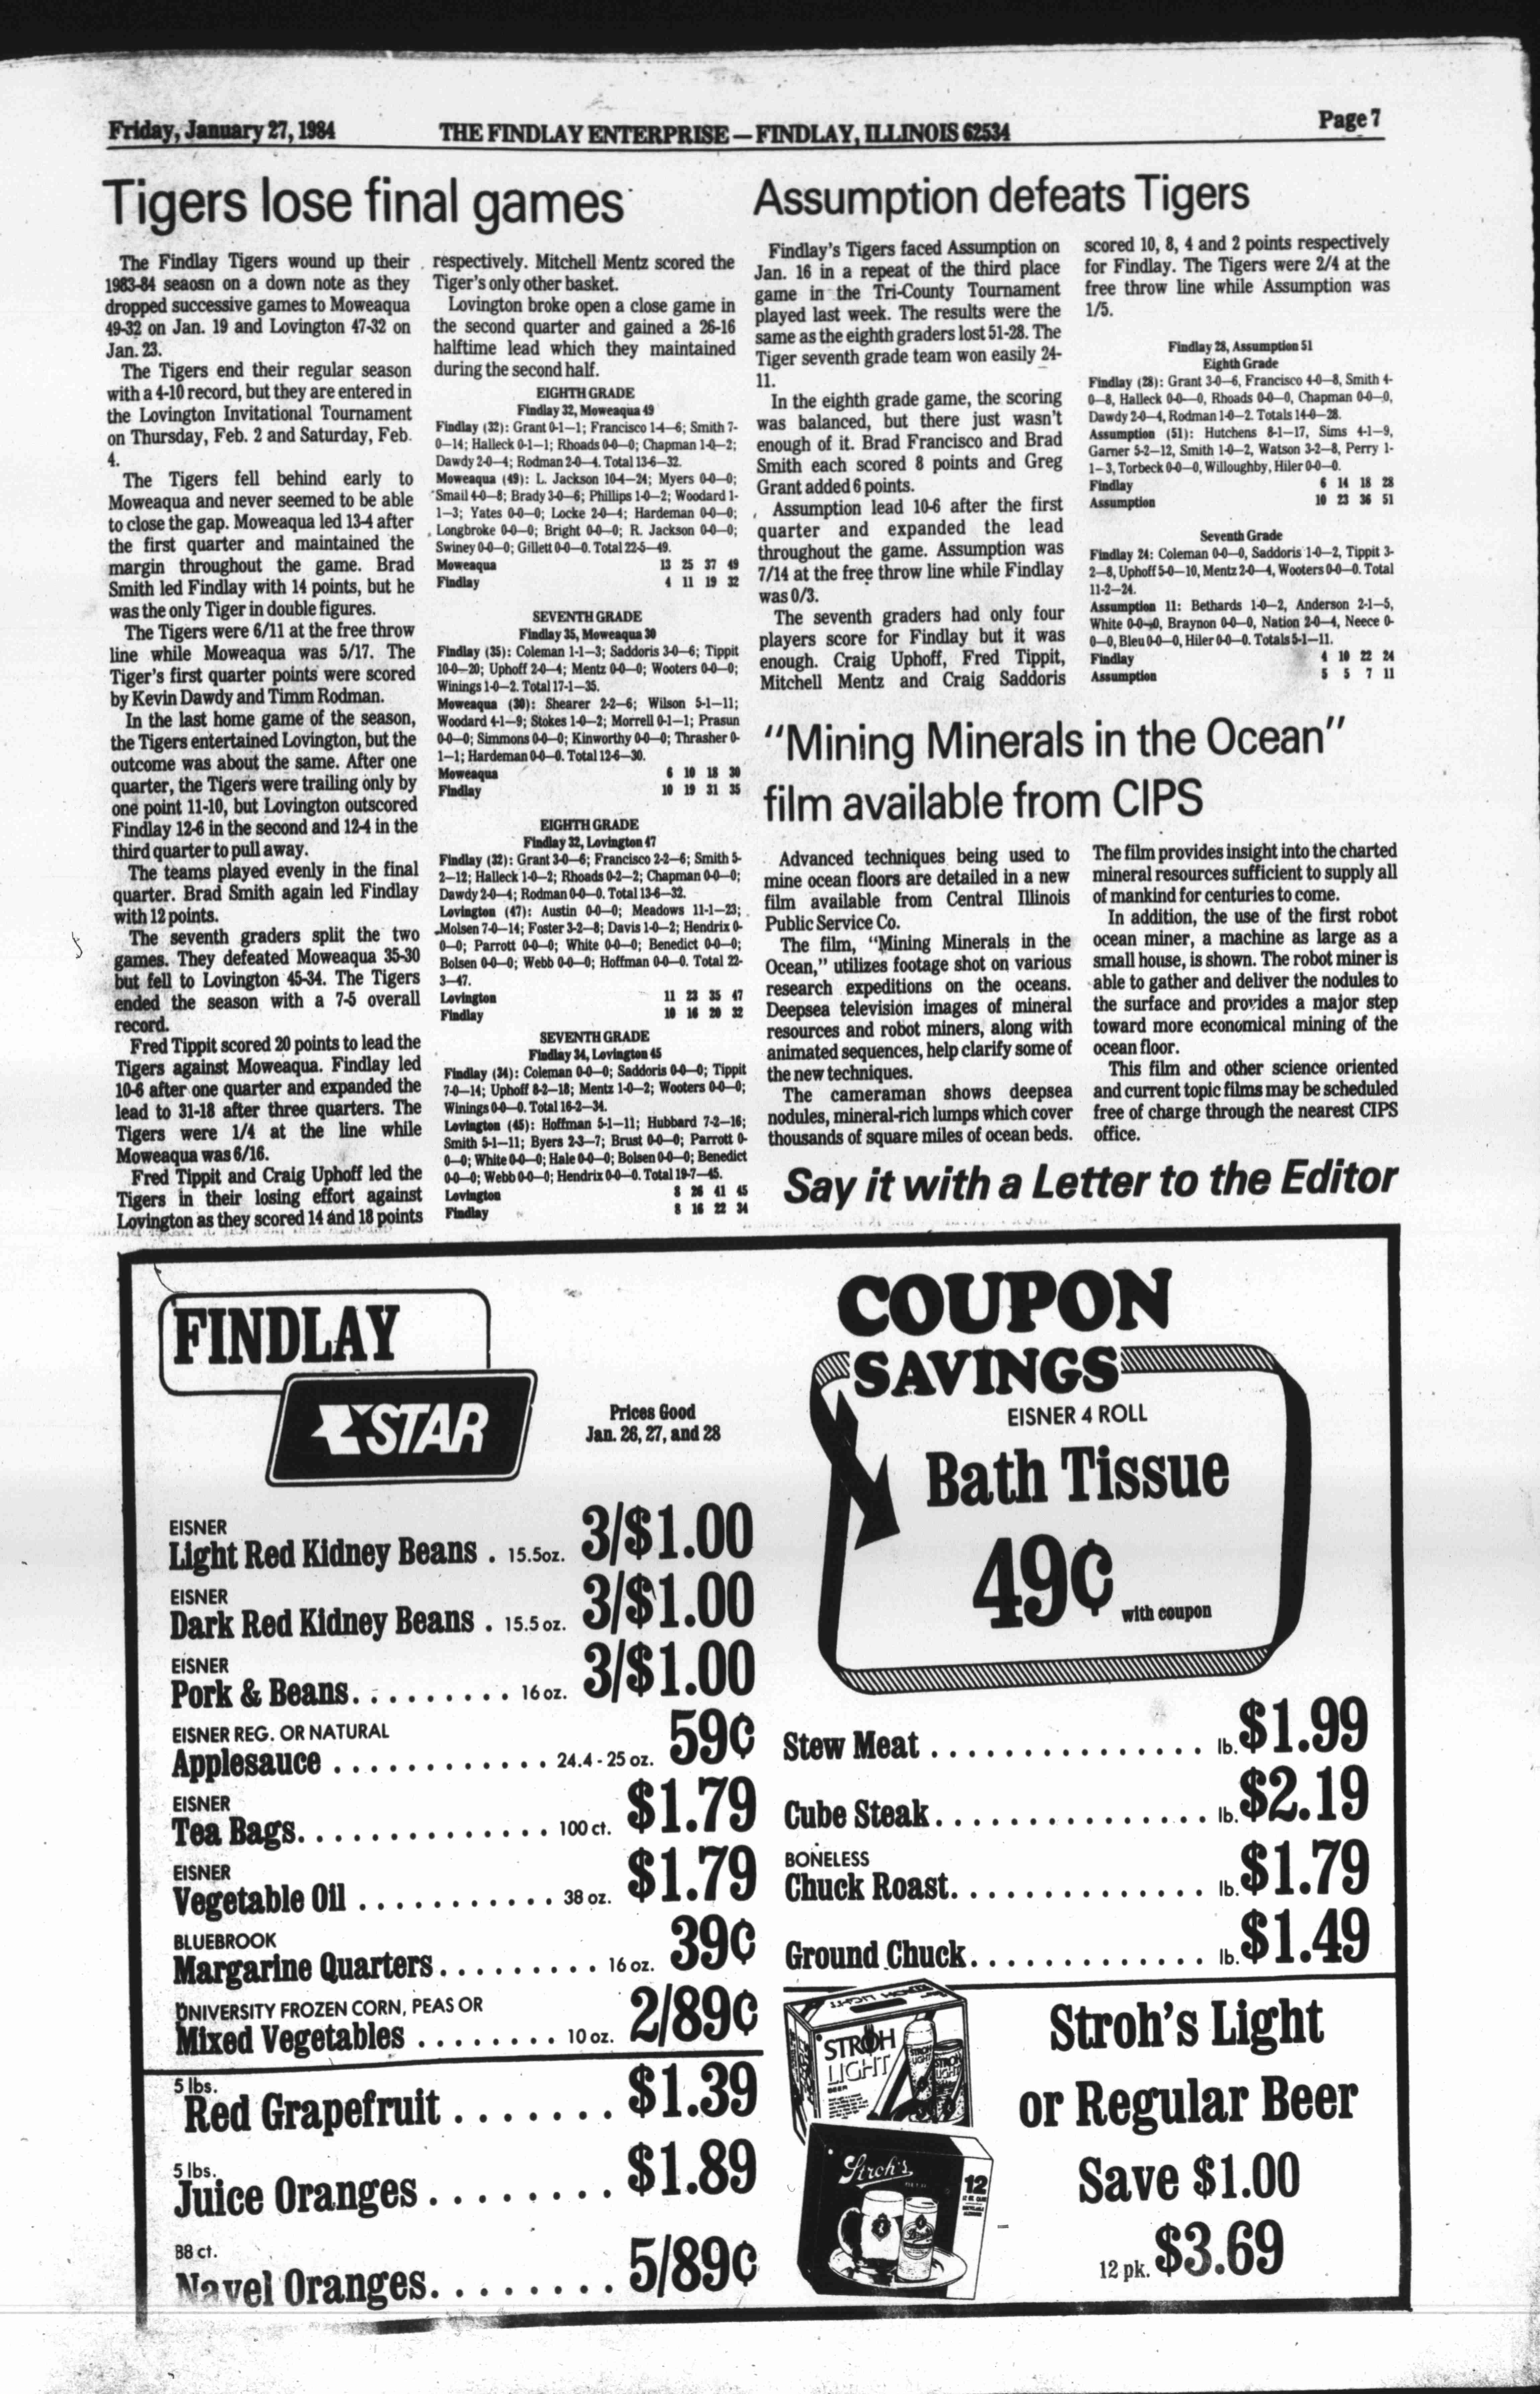 Friday, January 27, 1984
THE FINDLAY ENTERPRISE — FINDLAY, ILLINOIS 62534
Page 7
Tigers lose final games
The Findlay Tigers wound up their
1983-84 seaosn on a down note as they
dropped successive games to Moweaqua
49-32 on Jan. 19 and Lovington 47-32 on
Jan. 23.
The Tigers end their regular season
with a 4-10 record, but they are entered in
the Lovington Invitational Tournament
on Thursday, Feb. 2 and Saturday, Feb.
4.
The Tigers fell behind early to
Moweaqua and never seemed to be able
to close the gap. Moweaqua led 13-4 after
the first quarter and maintained the
margin throughout the game. Brad
Smith led Findlay with 14 points, but he
was the only Tiger in double figures.
The Tigers were 6/11 at the free throw
line while Moweaqua was 5/17. The
Tiger's first quarter points were scored
by Kevin Dawdy and Timm Rodman.
In the last home game of the season,
the Tigers entertained Lovington, but the
outcome was about the same. After one
quarter, the Tigers were trailing only by
one point 11-10, but Lovington outscored
Findlay 12-6 in the second and 12-4 in the
third quarter to pull away.
The teams played evenly in the final
quarter. Brad Smith again led Findlay
with 12 points.
The seventh graders split the two
games. They defeated Moweaqua 35-30
but fell to Lovington 45-34. The Tigers
ended the season with a 7-5 overall
record.
Fred Tippit scored 20 points to lead the
Tigers against Moweaqua. Findlay led
10-6 after one quarter and expanded the
lead to 31-18 after three quarters. The
Tigers were 1/4 at the line while
Moweaqua was 6/16.
Fred Tippit and Craig Uphoff led the
Tigers in their losing effort against
Lovington as they scored 14 and 18 points
respectively. Mitchell Mentz scored the
Tiger's only other basket.
Lovington broke open a close game in
the second quarter and gained a 26-16
halftime lead which they maintained
during the second half.
EIGHTH GRADE
Findlay 32, Moweaqua 49
Findlay (32): Grant 0-1—1; Francisco 1-4—6; Smith 7-
0—14; Halleck 0-1—1; Rhoads 0-0—0; Chapman 1-0—2;
Dawdy 2-0—4; Rodman 2-0—4. Total 13-6—32.
Moweaqua (49): L. Jackson 10-4—24; Myers 0-0—0;
Smail 4-0—8; Brady 3-0—6; Phillips 1-0—2; Woodard 1-
1—3; Yates 0-0—0; Locke 2-0—4; Hardeman 0-0—0;
Longbroke 0-0—0; Bright 0-0—0; R. Jackson 0-0—0;
Swiney 0-0—0; Gillett 0-0—0. Total 22-5—49.
Moweaqua 13 25 37 49
Findlay 4 11 19 32
SEVENTH GRADE
Findlay 35, Moweaqua 30
Findlay (35): Coleman 1-1—3; Saddoris 3-0—6; Tippit
10-0—20; Uphoff 2-0—4; Mentz 0-0—0; Wooters 0-0—0;
Winings 1-0—2. Total 17-1—35.
Moweaqua (30): Shearer 2-2—6; Wilson 5-1—11;
Woodard 4-1—9; Stokes 1-0—2; Morrell 0-1—1; Prasun
0-0—0; Simmons 0-0—0; Kinworthy 0-0—0; Thrasher 0-
1—1; Hardeman 0-0—0. Total 12-6—30.
Moweaqua 6 10 18 30
Findlay 10 19 31 35
EIGHTH GRADE
Findlay 32, Lovington 47
Findlay (32): Grant 3-0—6; Francisco 2-2—6; Smith 5-
2—12; Halleck 1-0—2; Rhoads 0-2—2; Chapman 0-0—0;
Dawdy 2-0—4; Rodman 0-0—0. Total 13-6—32.
Lovington (47): Austin 0-0—0; Meadows 11-1—23;
Molsen 7-0—14; Foster 3-2—8; Davis 1-0—2; Hendrix 0-
0—0; Parrott 0-0—0; White 0-0—0; Benedict 0-0—0;
Bolsen 0-0—0; Webb 0-0—0; Hoffman 0-0—0. Total 22-
3—47.
Lovington 11 23 35 47
Findlay 10 16 20 32
SEVENTH GRADE
Findlay 34, Lovington 45
Findlay (34): Coleman 0-0—0; Saddoris 0-0—0; Tippit
7-0—14; Uphoff 8-2—18; Mentz 1-0—2; Wooters 0-0—0;
Winings 0-0—0. Total 16-2—34.
Lovington (45): Hoffman 5-1—11; Hubbard 7-2—16;
Smith 5-1—11; Byers 2-3—7; Brust 0-0—0; Parrott 0-
0—0; White 0-0—0; Hale 0-0—0; Bolsen 0-0—0; Benedict
0-0—0; Webb 0-0—0; Hendrix 0-0—0. Total 19-7—45.
Lovington 8 26 41 45
Findlay 8 16 22 34
Assumption defeats Tigers
Findlay's Tigers faced Assumption on
Jan. 16 in a repeat of the third place
game in the Tri-County Tournament
played last week. The results were the
same as the eighth graders lost 51-28. The
Tiger seventh grade team won easily 24-
11.
In the eighth grade game, the scoring
was balanced, but there just wasn't
enough of it. Brad Francisco and Brad
Smith each scored 8 points and Greg
Grant added 6 points.
Assumption lead 10-6 after the first
quarter and expanded the lead
throughout the game. Assumption was
7/14 at the free throw line while Findlay
was 0/3.
The seventh graders had only four
players score for Findlay but it was
enough. Craig Uphoff, Fred Tippit,
Mitchell Mentz and Craig Saddoris
scored 10, 8, 4 and 2 points respectively
for Findlay. The Tigers were 2/4 at the
free throw line while Assumption was
1/5.
Findlay 28, Assumption 51
Eighth Grade
Findlay (28): Grant 3-0—6, Francisco 4-0—8, Smith 4-
0—8, Halleck 0-0—0, Rhoads 0-0—0, Chapman 0-0—0,
Dawdy 2-0—4, Rodman 1-0—2. Totals 14-0—28.
Assumption (51): Hutchens 8-1—17, Sims 4-1—9,
Garner 5-2—12, Smith 1-0—2, Watson 3-2—8, Perry 1-
1—3, Torbeck 0-0—0, Willoughby, Hiler 0-0—0.
Findlay 6 14 18 28
Assumption 10 23 36 51
Seventh Grade
Findlay 24: Coleman 0-0—0, Saddoris 1-0—2, Tippit 3-
2—8, Uphoff 5-0—10, Mentz 2-0—4, Wooters 0-0—0. Total
11-2—24.
Assumption 11: Bethards 1-0—2, Anderson 2-1—5,
White 0-0—0, Braynon 0-0—0, Nation 2-0—4, Neece 0-
0—0, Bleu 0-0—0, Hiler 0-0—0. Totals 5-1—11.
Findlay 4 10 22 24
Assumption 5 5 7 11
"Mining Minerals in the Ocean"
film available from CIPS
Advanced techniques being used to
mine ocean floors are detailed in a new
film available from Central Illinois
Public Service Co.
The film, "Mining Minerals in the
Ocean," utilizes footage shot on various
research expeditions on the oceans.
Deepsea television images of mineral
resources and robot miners, along with
animated sequences, help clarify some of
the new techniques.
The cameraman shows deepsea
nodules, mineral-rich lumps which cover
thousands of square miles of ocean beds.
The film provides insight into the charted
mineral resources sufficient to supply all
of mankind for centuries to come.
In addition, the use of the first robot
ocean miner, a machine as large as a
small house, is shown. The robot miner is
able to gather and deliver the nodules to
the surface and provides a major step
toward more economical mining of the
ocean floor.
This film and other science oriented
and current topic films may be scheduled
free of charge through the nearest CIPS
office.
Say it with a Letter to the Editor
FINDLAY
STAR
Prices Good
Jan. 26, 27, and 28
EISNER
Light Red Kidney Beans . 15.5oz. 3/$1.00
EISNER
Dark Red Kidney Beans . 15.5 oz. 3/$1.00
EISNER
Pork & Beans. . . . . . . . . 16 oz. 3/$1.00
EISNER REG. OR NATURAL
Applesauce . . . . . . . . . . . . 24.4 - 25 oz. 59¢
EISNER
Tea Bags. . . . . . . . . . . . . . 100 ct. $1.79
EISNER
Vegetable Oil . . . . . . . . . . . 38 oz. $1.79
BLUEBROOK
Margarine Quarters. . . . . . . . . 16 oz. 39¢
UNIVERSITY FROZEN CORN, PEAS OR
Mixed Vegetables . . . . . . . . 10 oz. 2/89¢
5 lbs.
Red Grapefruit . . . . . . . $1.39
5 lbs.
Juice Oranges . . . . . . . . $1.89
88 ct.
Navel Oranges. . . . . . . . 5/89¢
COUPON
SAVINGS
EISNER 4 ROLL
Bath Tissue
49¢ with coupon
Stew Meat . . . . . . . . . . . . . . . lb. $1.99
Cube Steak. . . . . . . . . . . . . . . lb. $2.19
BONELESS
Chuck Roast. . . . . . . . . . . . . . lb. $1.79
Ground Chuck. . . . . . . . . . . . . lb. $1.49
STROH LIGHT
STROH
LIGHT
BEER
Stroh's
12
Stroh's Light
or Regular Beer
Save $1.00
12 pk. $3.69